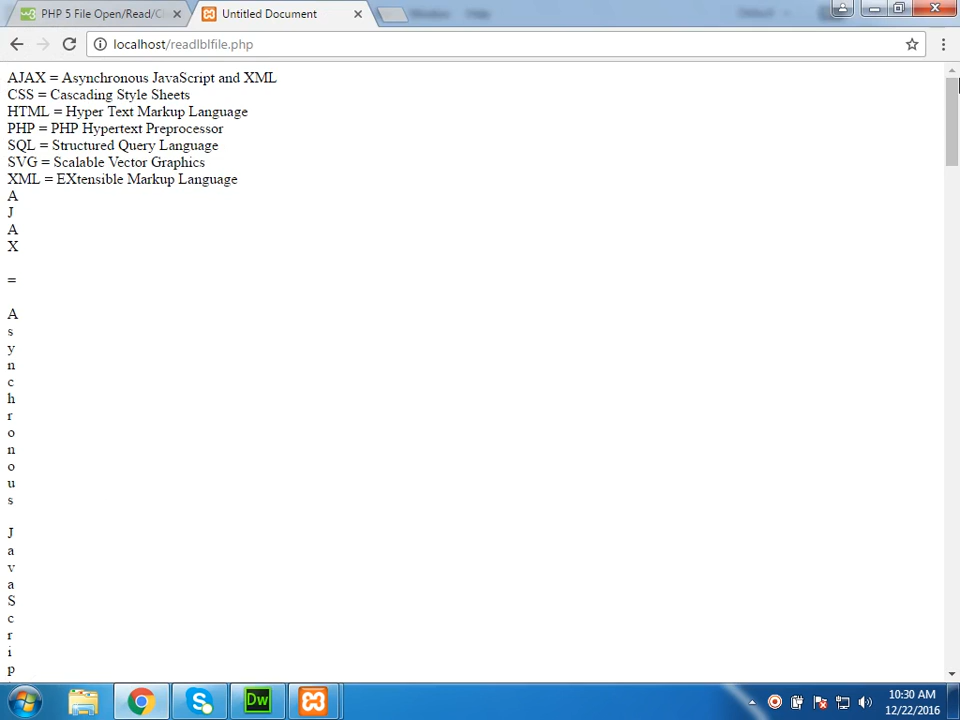 PHP 5 File Open/Read/C
Untitled Document
Window
Help
localhost/readlblfile.php
AJAX = Asynchronous JavaScript and XML
CSS = Cascading Style Sheets
HTML = Hyper Text Markup Language
PHP = PHP Hypertext Preprocessor
SQL = Structured Query Language
SVG = Scalable Vector Graphics
XML = EXtensible Markup Language
A
J
A
X
=
A
s
y
n
c
h
r
o
n
o
u
s
J
a
v
a
S
c
r
i
p
Dw
10:30 AM
12/22/2016